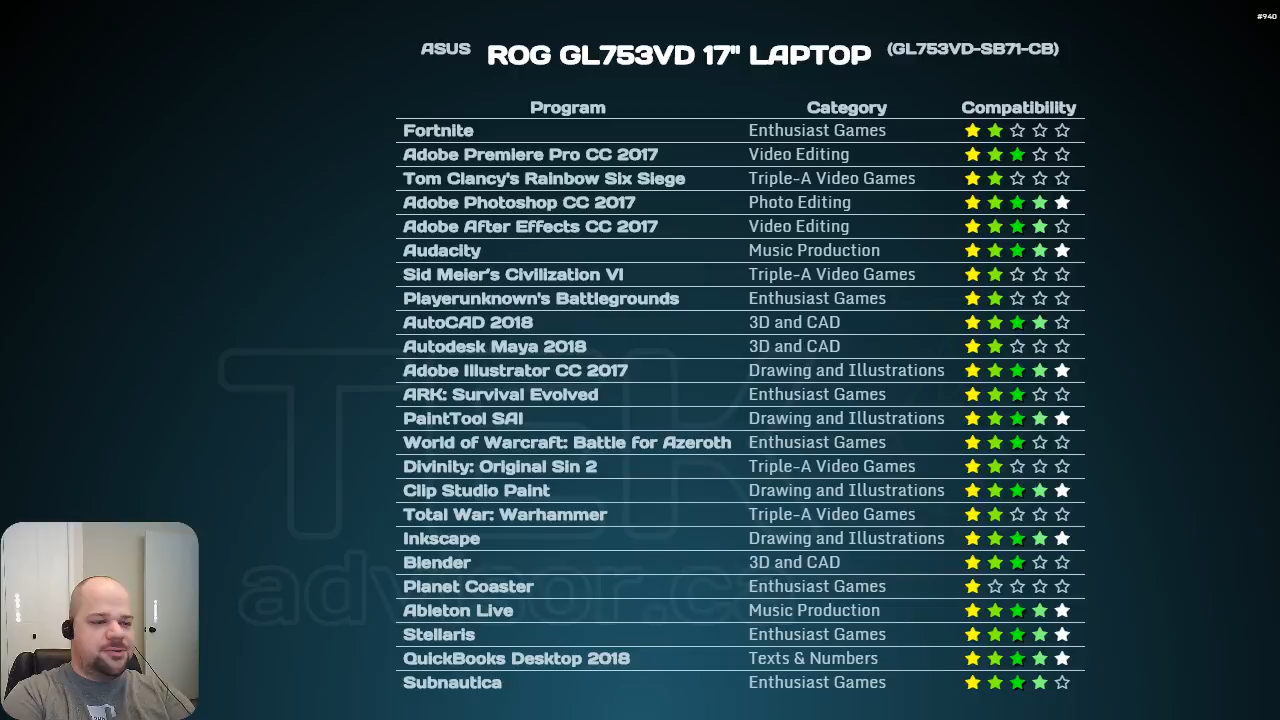 #940
ASUS ROG GL753VD 17" LAPTOP (GL753VD-SB71-CB)
Program Category Compatibility
Fortnite Enthusiast Games
Adobe Premiere Pro CC 2017 Video Editing
Tom Clancy's Rainbow Six Siege Triple-A Video Games
Adobe Photoshop CC 2017 Photo Editing
Adobe After Effects CC 2017 Video Editing
Audacity Music Production
Sid Meier's Civilization VI Triple-A Video Games
Playerunknown's Battlegrounds Enthusiast Games
AutoCAD 2018 3D and CAD
Autodesk Maya 2018 3D and CAD
Adobe Illustrator CC 2017 Drawing and Illustrations
ARK: Survival Evolved Enthusiast Games
PaintTool SAI Drawing and Illustrations
World of Warcraft: Battle for Azeroth Enthusiast Games
Divinity: Original Sin 2 Triple-A Video Games
Clip Studio Paint Drawing and Illustrations
Total War: Warhammer Triple-A Video Games
Inkscape Drawing and Illustrations
Blender 3D and CAD
Planet Coaster Enthusiast Games
Ableton Live Music Production
Stellaris Enthusiast Games
QuickBooks Desktop 2018 Texts & Numbers
Subnautica Enthusiast Games
TEK